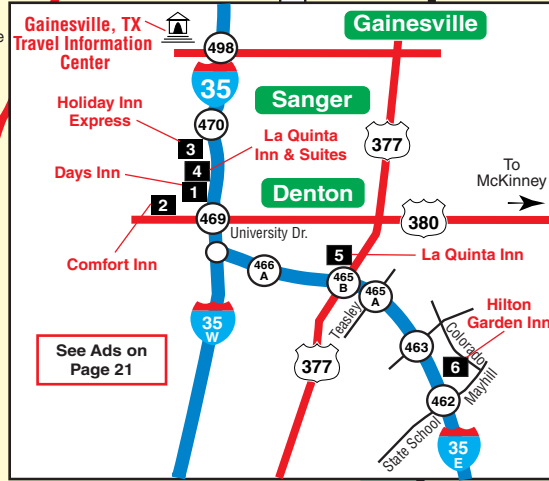 Gainesville, TX
Travel Information
Center
498
Gainesville
35
Sanger
Holiday Inn
Express
470
377
3
La Quinta
Inn & Suites
4
To
McKinney
Days Inn
1
Denton
2
469
380
University Dr.
Comfort Inn
5
La Quinta Inn
466
A
465
B
465
A
Teasley
Hilton
Garden Inn
35
W
Colorado
463
See Ads on
Page 21
377
6
Mayhill
462
State School
35
E